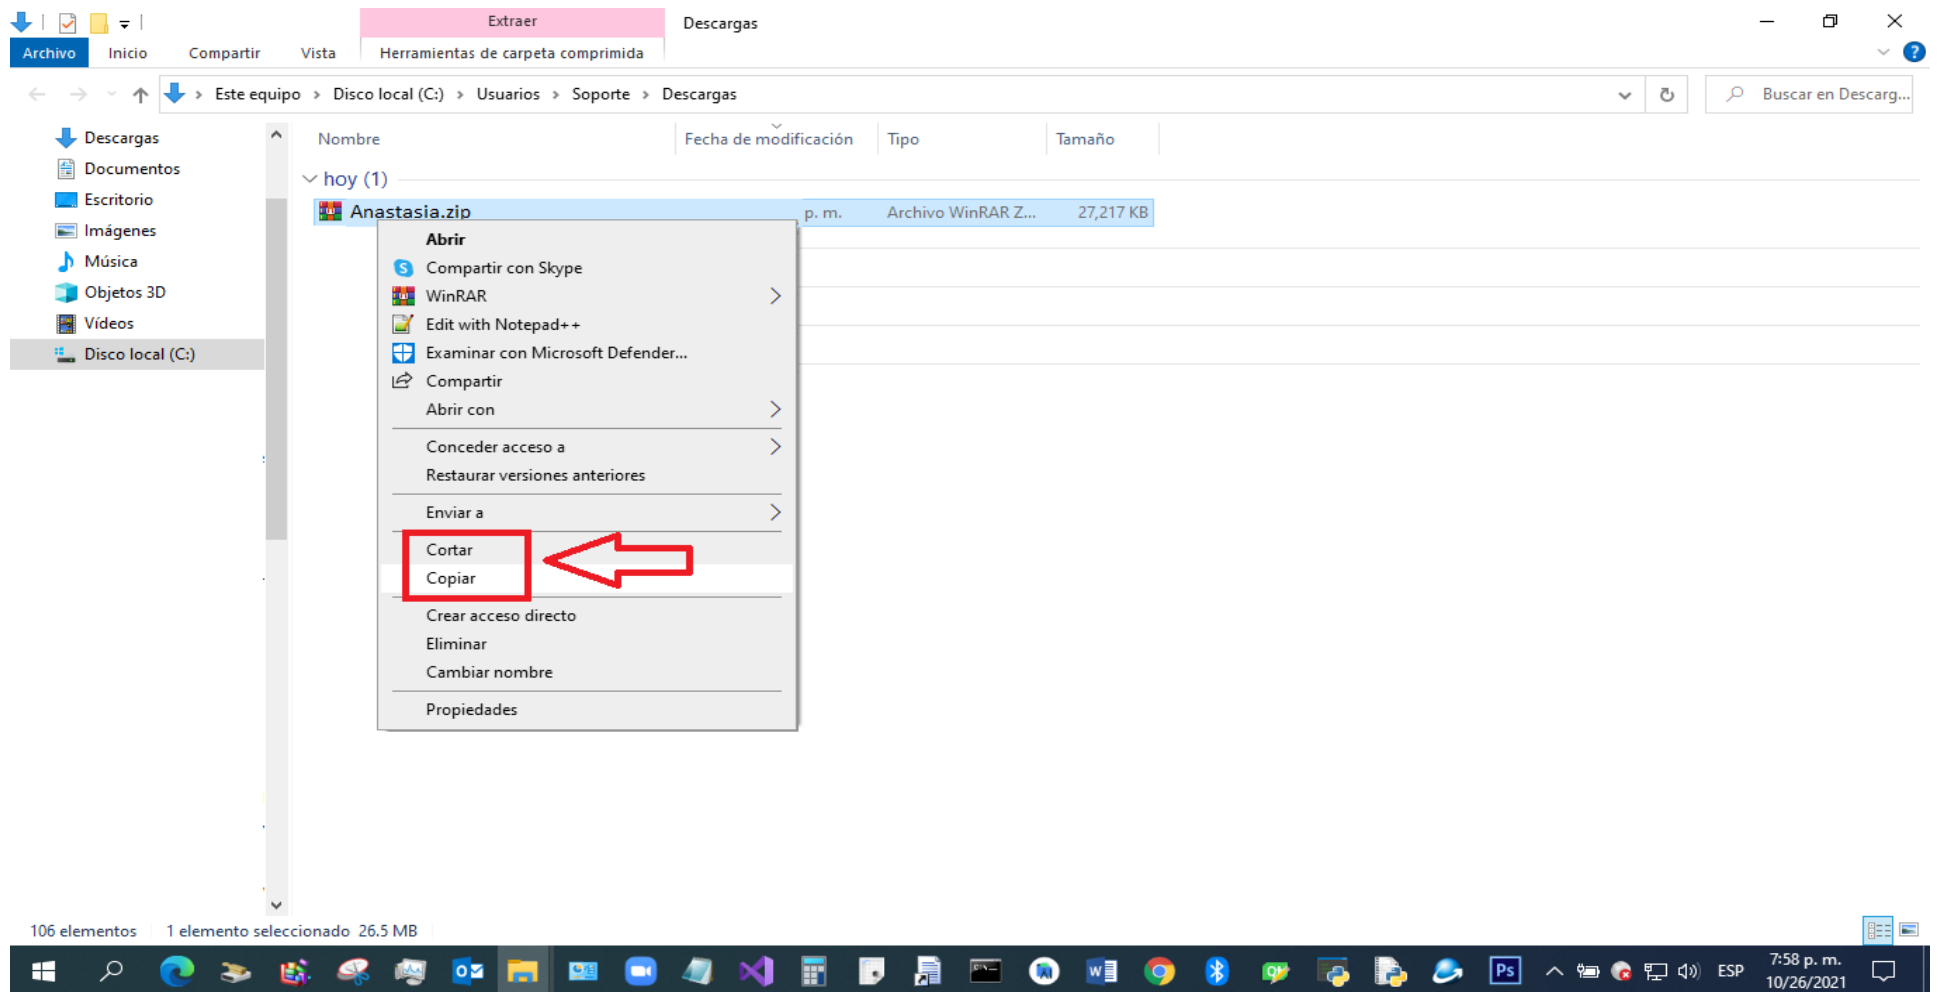 Extraer
Descargas
Archivo Inicio Compartir Vista Herramientas de carpeta comprimida
Este equipo > Disco local (C:) > Usuarios > Soporte > Descargas
Buscar en Descarg...
Descargas
Documentos
Escritorio
Imágenes
Música
Objetos 3D
Vídeos
Disco local (C:)
Nombre Fecha de modificación Tipo Tamaño
hoy (1)
Anastasia.zip p. m. Archivo WinRAR Z... 27,217 KB
Abrir
Compartir con Skype
WinRAR
Edit with Notepad++
Examinar con Microsoft Defender...
Compartir
Abrir con
Conceder acceso a
Restaurar versiones anteriores
Enviar a
Cortar
Copiar
Crear acceso directo
Eliminar
Cambiar nombre
Propiedades
106 elementos 1 elemento seleccionado 26.5 MB
ESP
7:58 p. m.
10/26/2021